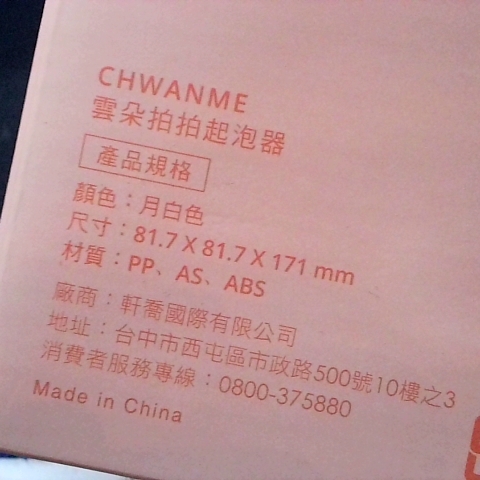 CHWANME
雲朵拍拍起泡器
產品規格
顏色：月白色
尺寸：81.7 X 81.7 X 171 mm
材質：PP、AS、ABS
廠商：軒喬國際有限公司
地址：台中市西屯區市政路500號10樓之3
消費者服務專線：0800-375880
Made in China